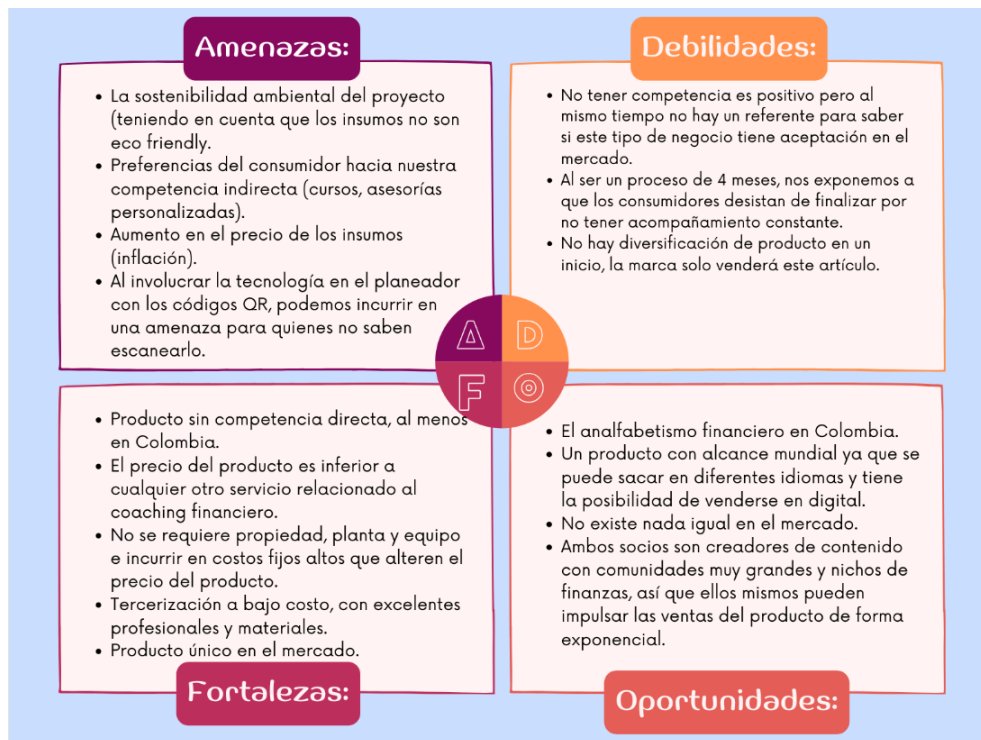 Amenazas:
• La sostenibilidad ambiental del proyecto
(teniendo en cuenta que los insumos no son
eco friendly.
• Preferencias del consumidor hacia nuestra
competencia indirecta (cursos, asesorías
personalizadas).
• Aumento en el precio de los insumos
(inflación).
• Al involucrar la tecnología en el planeador
con los códigos QR, podemos incurrir en
una amenaza para quienes no saben
escanearlo.
Debilidades:
• No tener competencia es positivo pero al
mismo tiempo no hay un referente para saber
si este tipo de negocio tiene aceptación en el
mercado.
• Al ser un proceso de 4 meses, nos exponemos a
que los consumidores desistan de finalizar por
no tener acompañamiento constante.
• No hay diversificación de producto en un
inicio, la marca solo venderá este artículo.
A D
F O
• Producto sin competencia directa, al menos
en Colombia.
• El precio del producto es inferior a
cualquier otro servicio relacionado al
coaching financiero.
• No se requiere propiedad, planta y equipo
e incurrir en costos fijos altos que alteren el
precio del producto.
• Tercerización a bajo costo, con excelentes
profesionales y materiales.
• Producto único en el mercado.
Fortalezas:
• El analfabetismo financiero en Colombia.
• Un producto con alcance mundial ya que se
puede sacar en diferentes idiomas y tiene
la posibilidad de venderse en digital.
• No existe nada igual en el mercado.
• Ambos socios son creadores de contenido
con comunidades muy grandes y nichos de
finanzas, así que ellos mismos pueden
impulsar las ventas del producto de forma
exponencial.
Oportunidades: